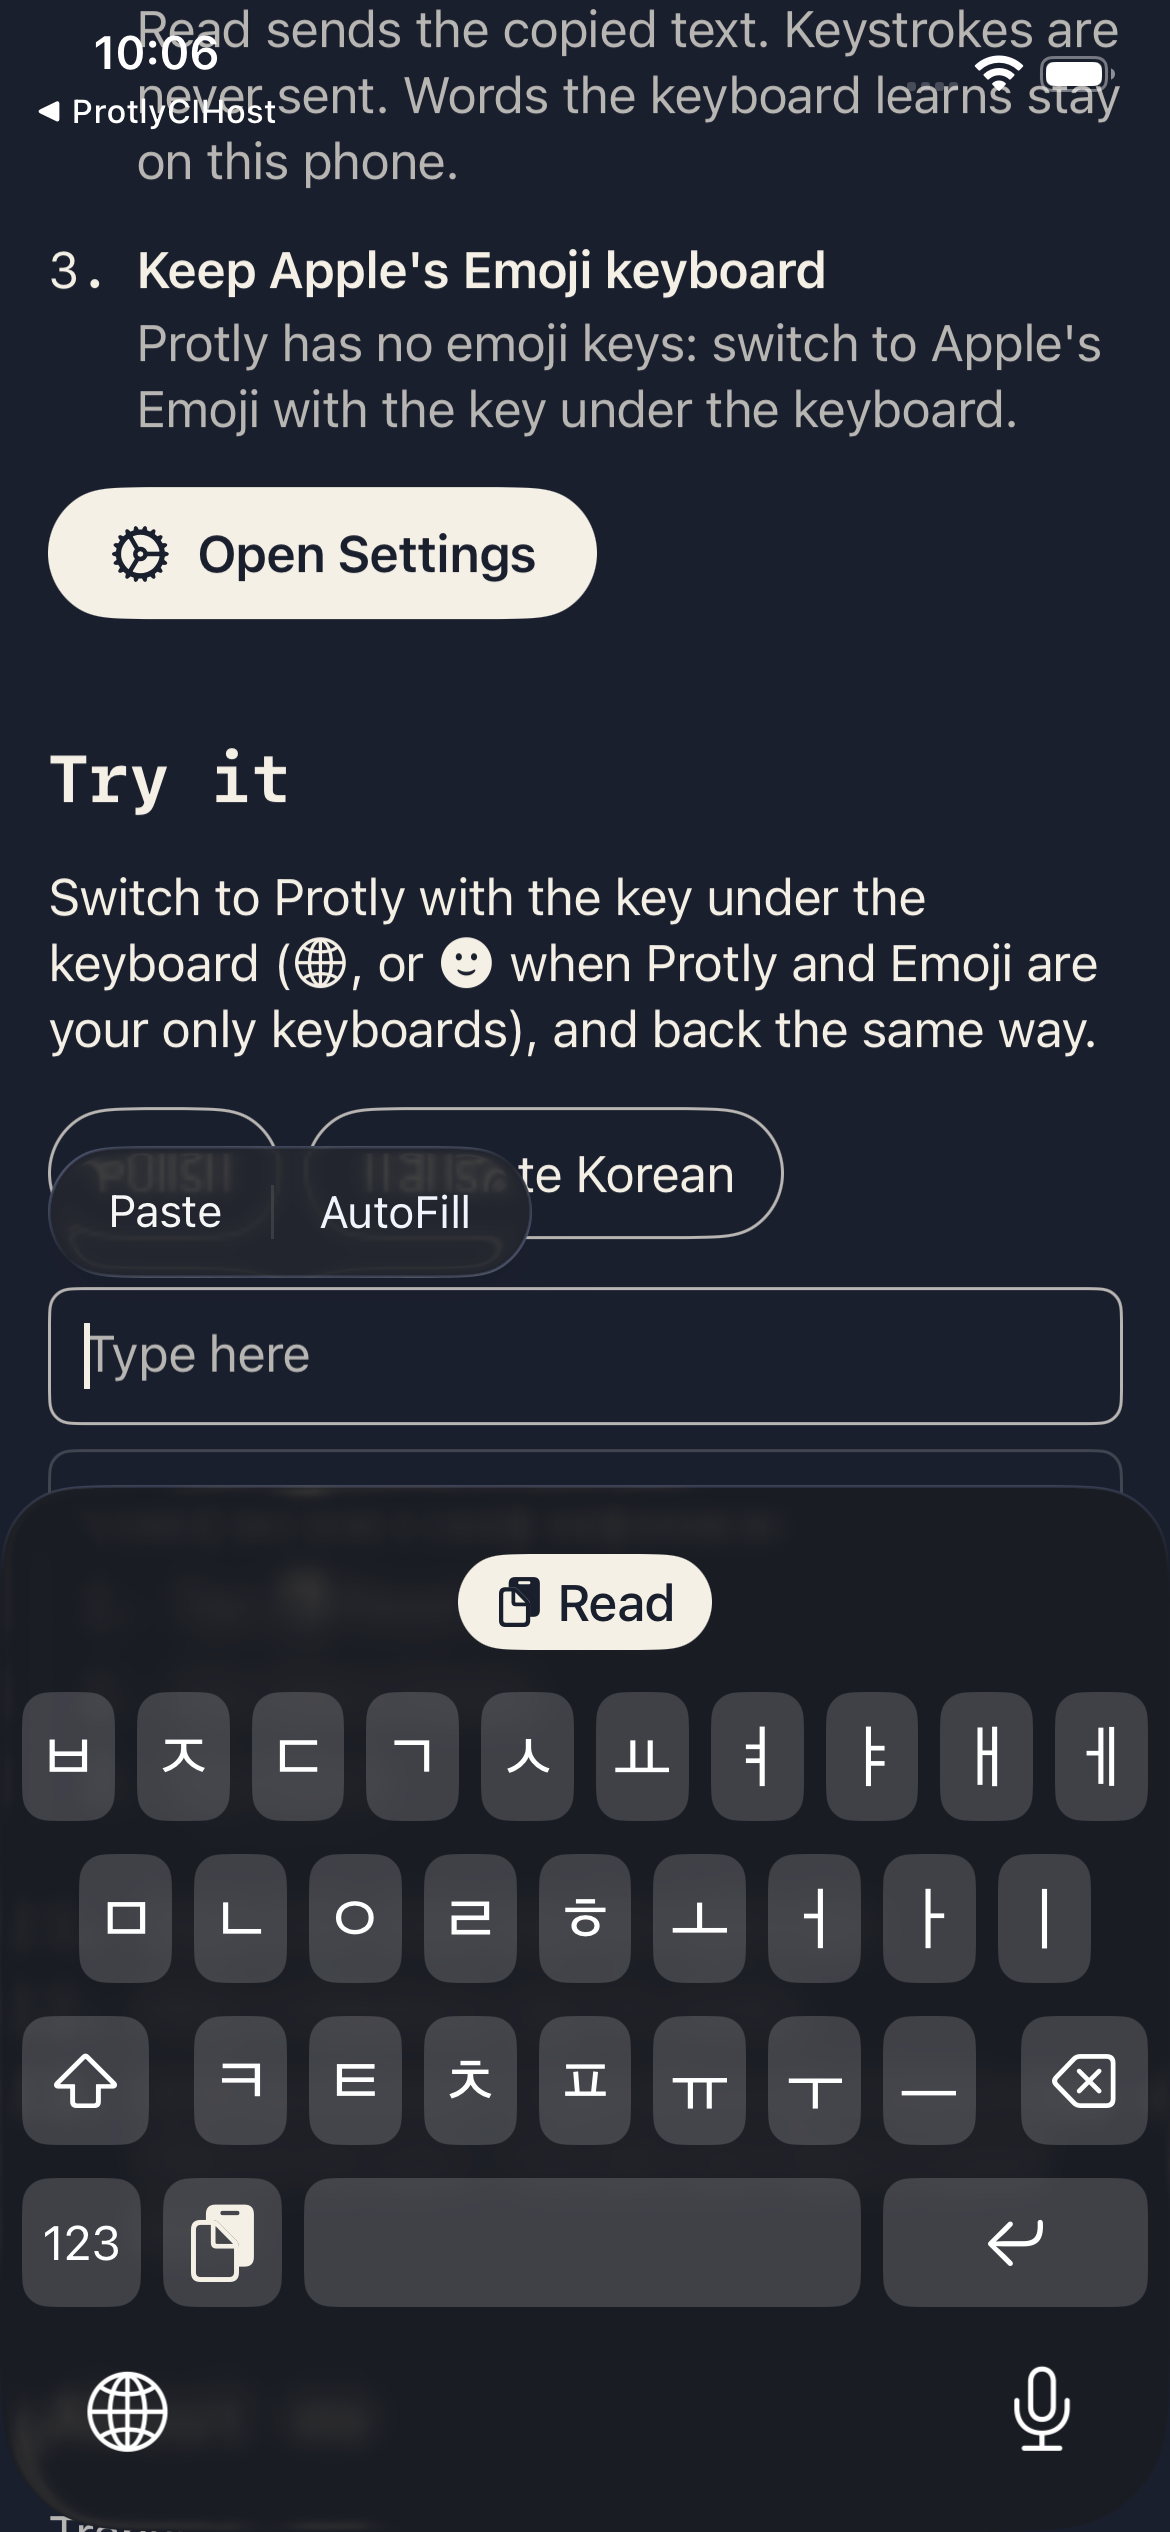 Read sends the copied text. Keystrokes are
10:06
never sent. Words the keyboard learns stay
ProtlyCIHost
on this phone.
3. Keep Apple's Emoji keyboard
Protly has no emoji keys: switch to Apple's
Emoji with the key under the keyboard.
Open Settings
Try it
Switch to Protly with the key under the
keyboard (🌐, or 🙂 when Protly and Emoji are
your only keyboards), and back the same way.
te Korean
Paste AutoFill
Type here
Read
ㅂ ㅈ ㄷ ㄱ ㅅ ㅛ ㅕ ㅑ ㅐ ㅔ
ㅁ ㄴ ㅇ ㄹ ㅎ ㅗ ㅓ ㅏ ㅣ
ㅋ ㅌ ㅊ ㅍ ㅠ ㅜ ㅡ
123